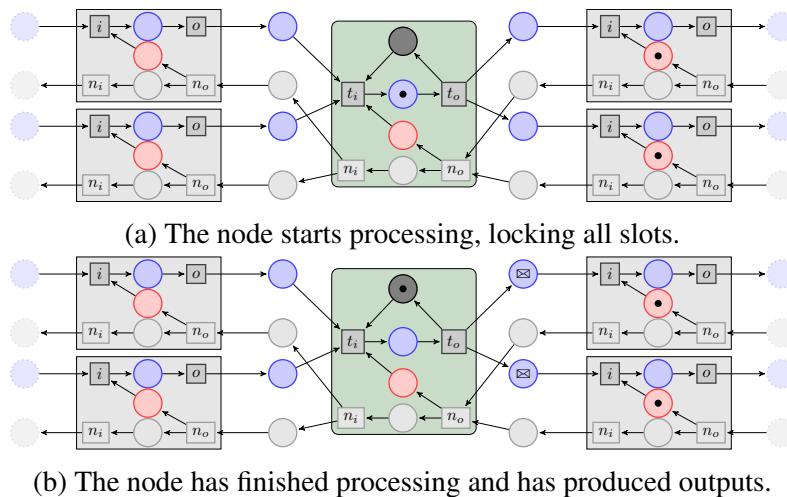 i o i o
t_i t_o
n_i n_o n_i n_o
i o i o
n_i n_o n_i n_o n_i n_o
(a) The node starts processing, locking all slots.
i o i o
t_i t_o
n_i n_o n_i n_o
i o i o
n_i n_o n_i n_o n_i n_o
(b) The node has finished processing and has produced outputs.